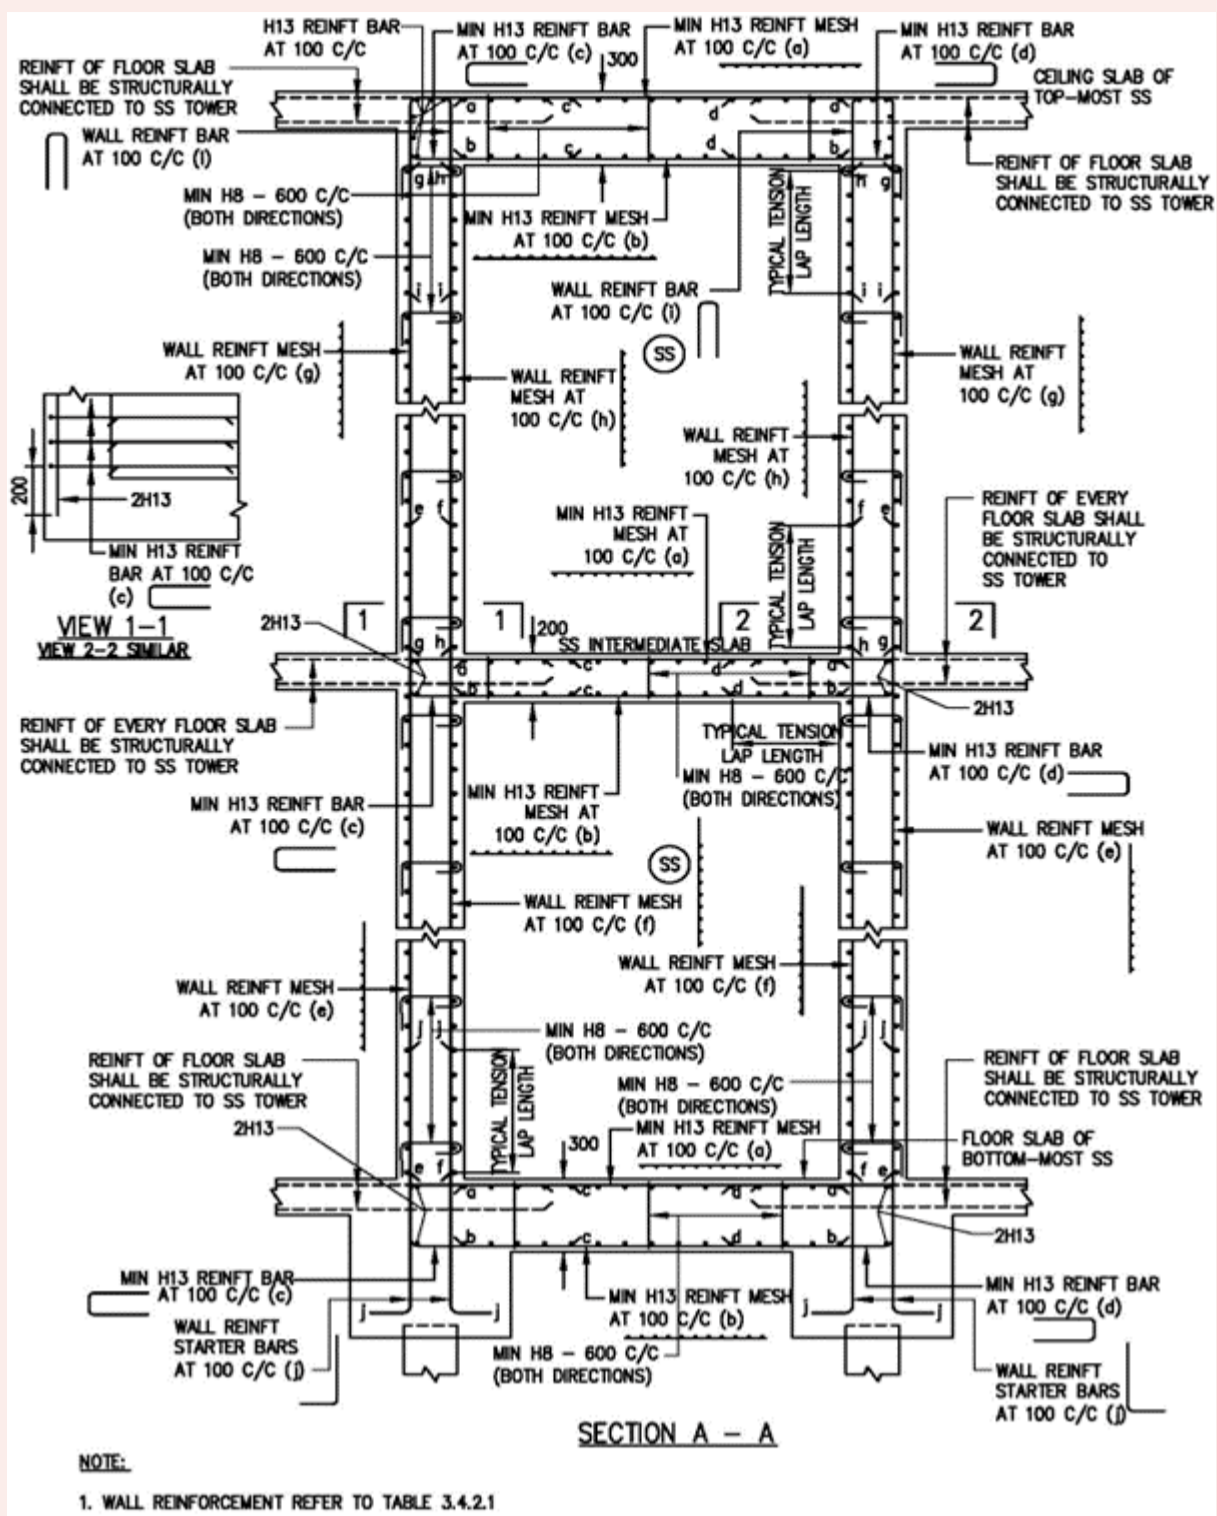 H13 REINFT BAR
AT 100 C/C
MIN H13 REINFT BAR
AT 100 C/C (c)
300
MIN H13 REINFT MESH
AT 100 C/C (a)
MIN H13 REINFT BAR
AT 100 C/C (d)
REINFT OF FLOOR SLAB
SHALL BE STRUCTURALLY
CONNECTED TO SS TOWER
CEILING SLAB OF
TOP-MOST SS
a
c
d
a
WALL REINFT BAR
AT 100 C/C (i)
b
c
d
b
g h
h g
REINFT OF FLOOR SLAB
SHALL BE STRUCTURALLY
CONNECTED TO SS TOWER
MIN H8 - 600 C/C
(BOTH DIRECTIONS)
MIN H13 REINFT MESH
AT 100 C/C (b)
TYPICAL TENSION
LAP LENGTH
MIN H8 - 600 C/C
(BOTH DIRECTIONS)
i i
i i
WALL REINFT BAR
AT 100 C/C (i)
SS
WALL REINFT MESH
AT 100 C/C (g)
WALL REINFT
MESH AT
100 C/C (h)
WALL REINFT
MESH AT
100 C/C (g)
WALL REINFT
MESH AT
100 C/C (h)
200
2H13
MIN H13 REINFT
BAR AT 100 C/C
(c)
VIEW 1-1
VIEW 2-2 SIMILAR
e f
f e
MIN H13 REINFT
MESH AT
100 C/C (a)
TYPICAL TENSION
LAP LENGTH
REINFT OF EVERY
FLOOR SLAB SHALL
BE STRUCTURALLY
CONNECTED TO
SS TOWER
2H13
1
1
2
2
200
SS INTERMEDIATE SLAB
g h
h g
c
d
a
b
c
d
b
2H13
REINFT OF EVERY FLOOR SLAB
SHALL BE STRUCTURALLY
CONNECTED TO SS TOWER
TYPICAL TENSION
LAP LENGTH
MIN H8 - 600 C/C
(BOTH DIRECTIONS)
MIN H13 REINFT BAR
AT 100 C/C (d)
MIN H13 REINFT BAR
AT 100 C/C (c)
MIN H13 REINFT
MESH AT
100 C/C (b)
WALL REINFT MESH
AT 100 C/C (e)
SS
WALL REINFT MESH
AT 100 C/C (f)
WALL REINFT MESH
AT 100 C/C (f)
WALL REINFT MESH
AT 100 C/C (e)
j j
j j
MIN H8 - 600 C/C
(BOTH DIRECTIONS)
REINFT OF FLOOR SLAB
SHALL BE STRUCTURALLY
CONNECTED TO SS TOWER
TYPICAL TENSION
LAP LENGTH
MIN H8 - 600 C/C
(BOTH DIRECTIONS)
REINFT OF FLOOR SLAB
SHALL BE STRUCTURALLY
CONNECTED TO SS TOWER
2H13
300
MIN H13 REINFT MESH
AT 100 C/C (a)
FLOOR SLAB OF
BOTTOM-MOST SS
e f
f e
a
c
d
a
b
c
d
b
2H13
MIN H13 REINFT BAR
AT 100 C/C (c)
j
j
j
j
MIN H13 REINFT MESH
AT 100 C/C (b)
MIN H13 REINFT BAR
AT 100 C/C (d)
WALL REINFT
STARTER BARS
AT 100 C/C (j)
MIN H8 - 600 C/C
(BOTH DIRECTIONS)
WALL REINFT
STARTER BARS
AT 100 C/C (j)
SECTION A - A
NOTE:
1. WALL REINFORCEMENT REFER TO TABLE 3.4.2.1